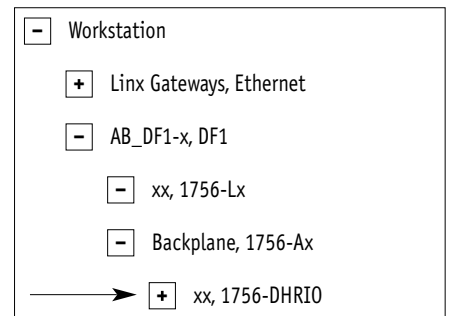 Workstation
Linx Gateways, Ethernet
AB_DF1-x, DF1
xx, 1756-Lx
Backplane, 1756-Ax
xx, 1756-DHRIO